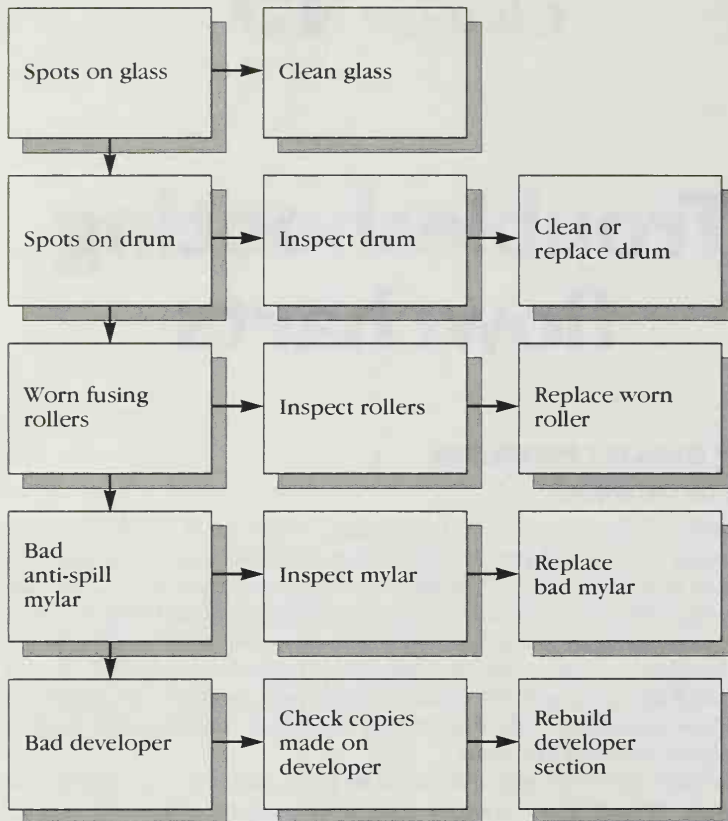 Spots on glass
Clean glass
Spots on drum
Inspect drum
Clean or
replace drum
Worn fusing
rollers
Inspect rollers
Replace worn
roller
Bad
anti-spill
mylar
Inspect mylar
Replace
bad mylar
Bad developer
Check copies
made on
developer
Rebuild
developer
section